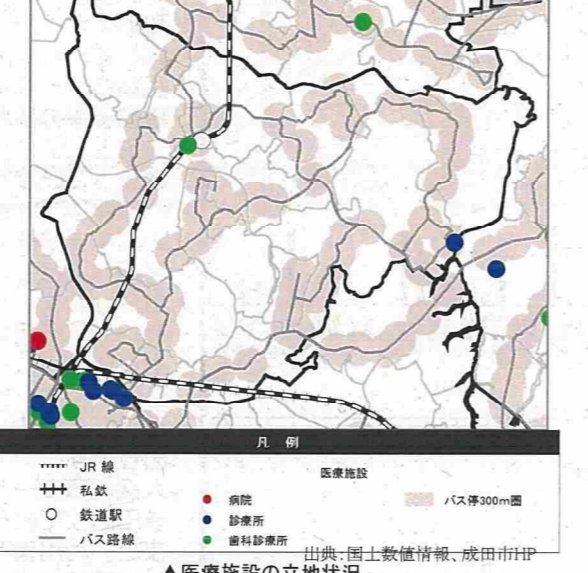 凡 例
JR 線
私鉄
鉄道駅
バス路線
医療施設
病院
診療所
歯科診療所
バス停300m圏
出典：国土数値情報、成田市HP
▲医療施設の立地状況